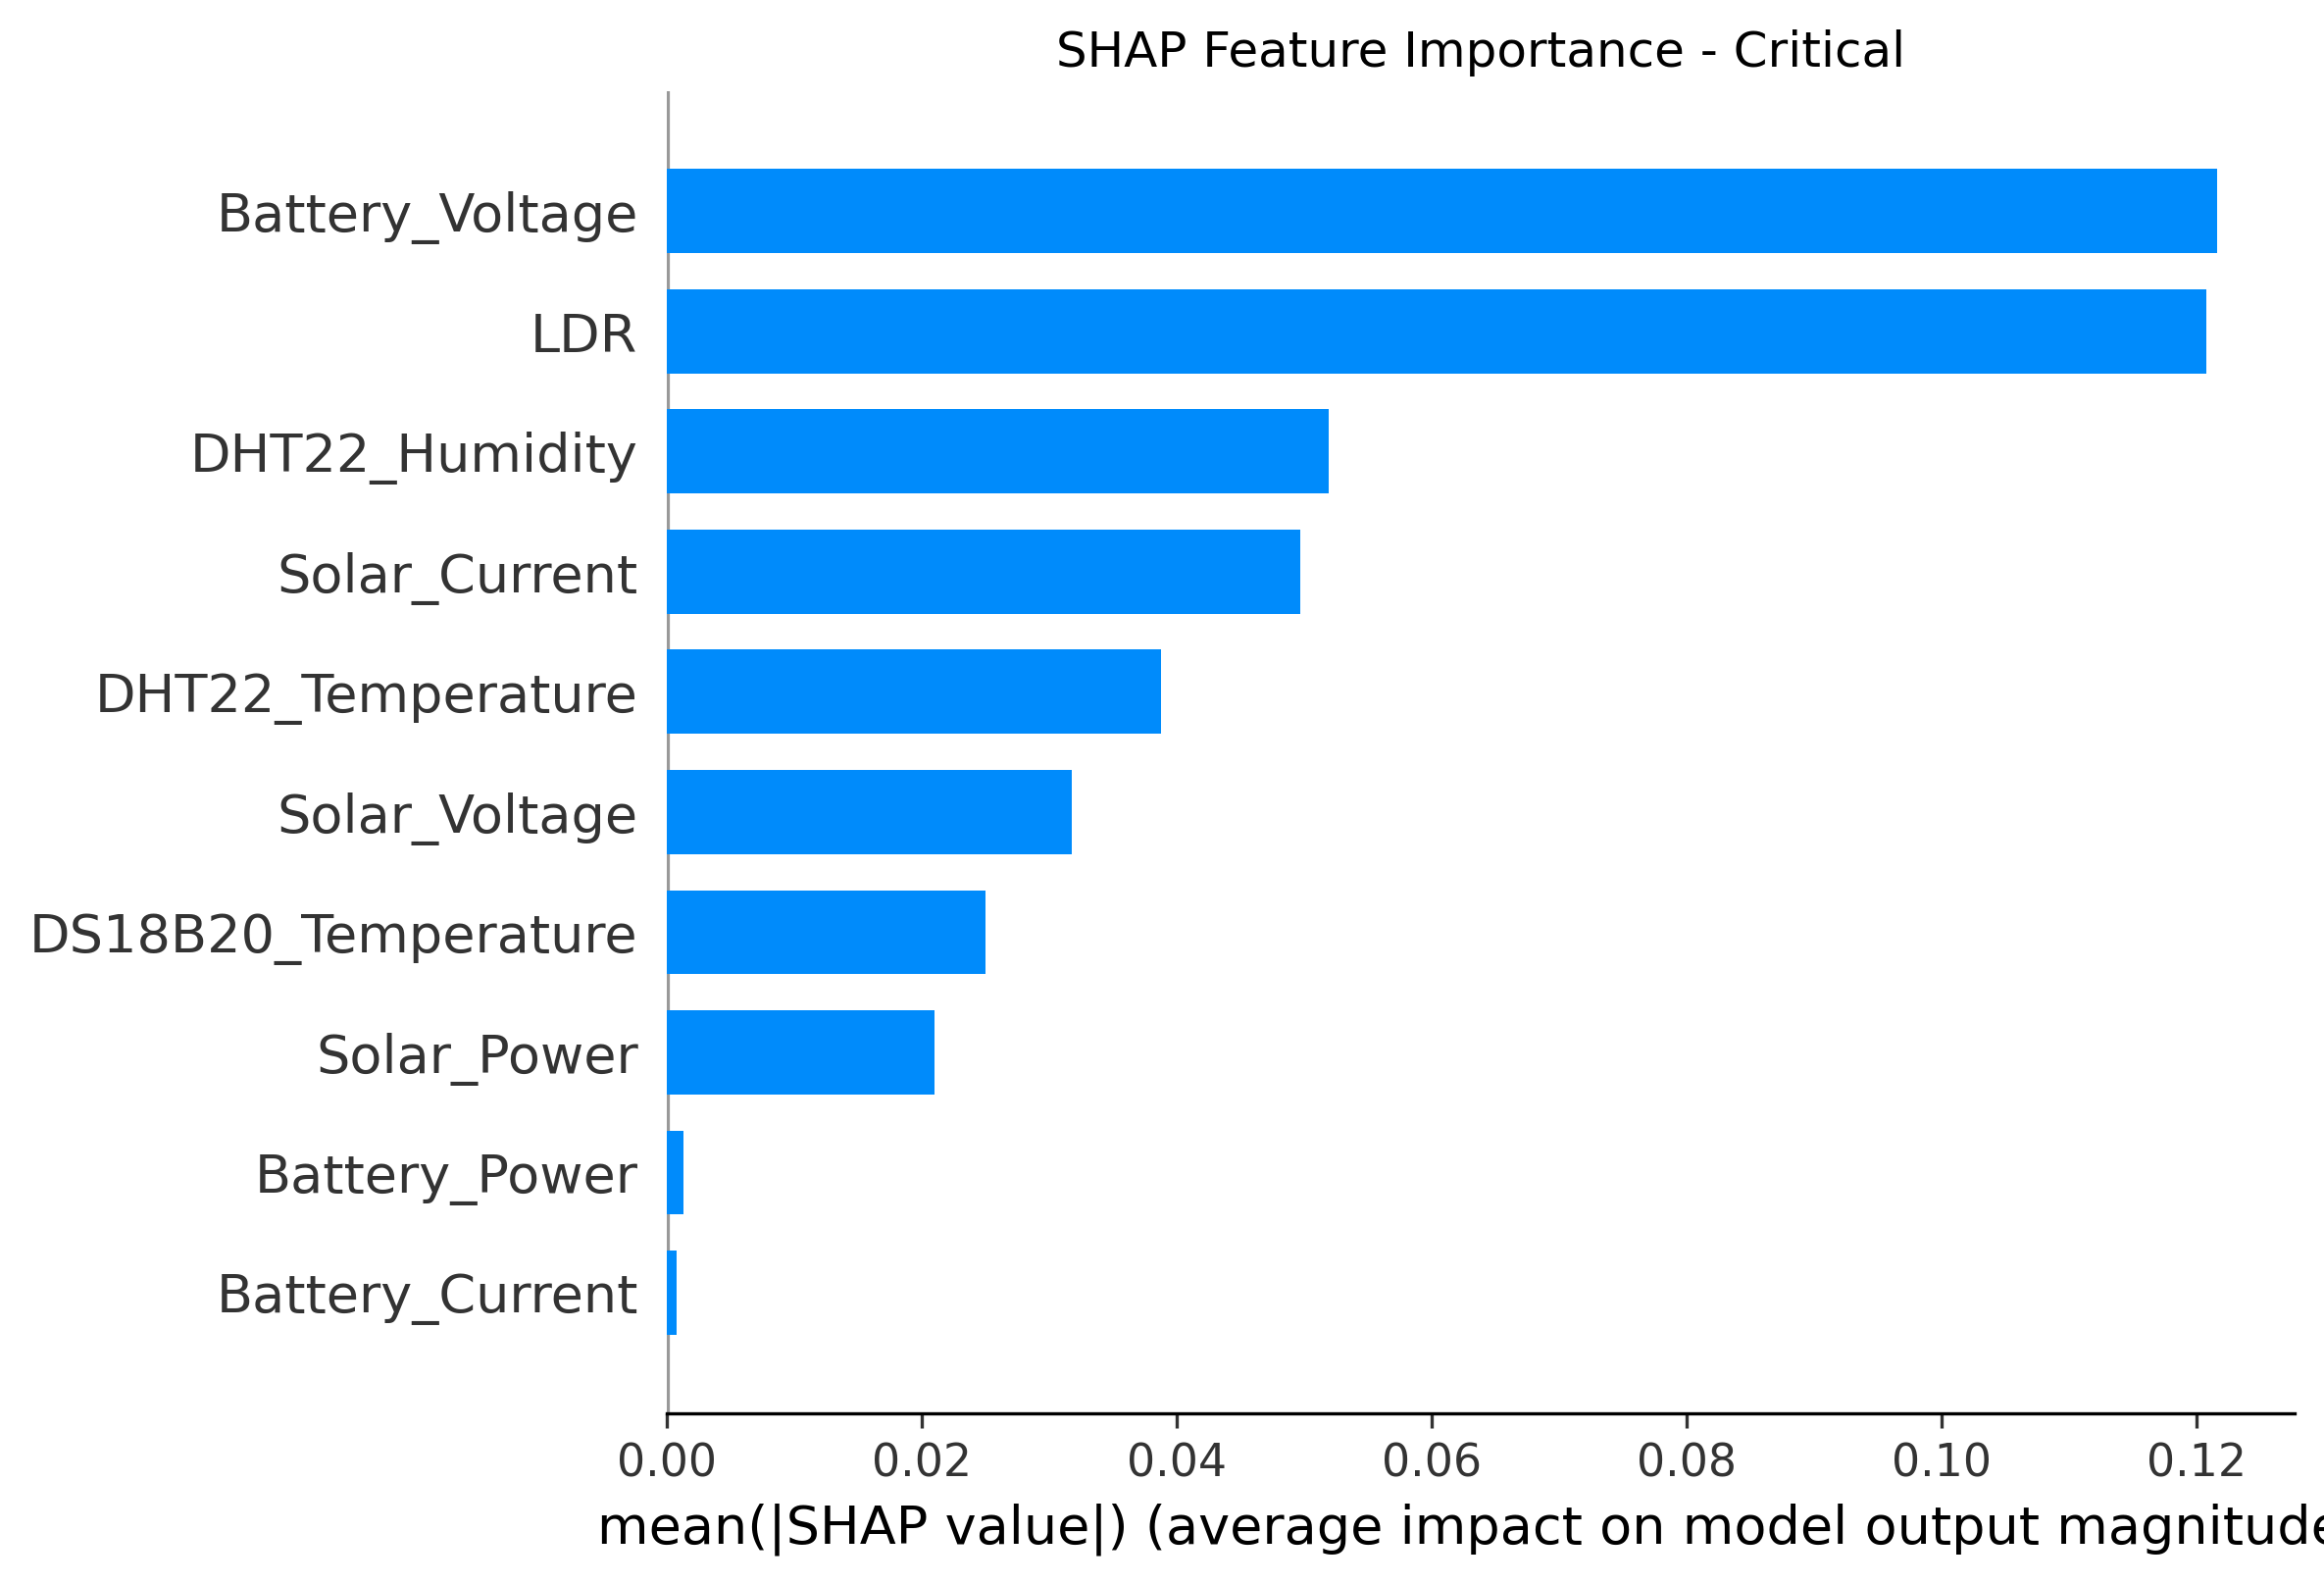 SHAP Feature Importance - Critical
Battery_Voltage
LDR
DHT22_Humidity
Solar_Current
DHT22_Temperature
Solar_Voltage
DS18B20_Temperature
Solar_Power
Battery_Power
Battery_Current
0.00 0.02 0.04 0.06 0.08 0.10 0.12
mean(|SHAP value|) (average impact on model output magnitude